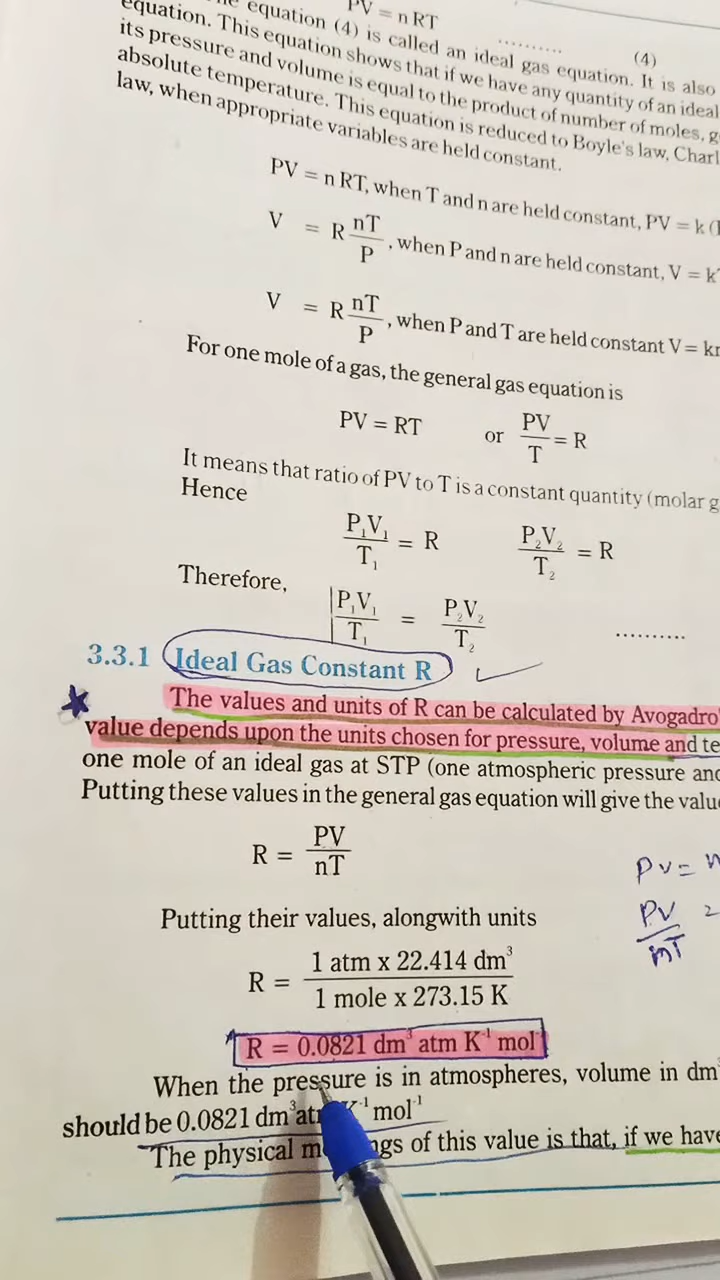 PV = n RT
.......... (4)
equation (4) is called an ideal gas equation. It is also
equation. This equation shows that if we have any quantity of an ideal
its pressure and volume is equal to the product of number of moles, g
absolute temperature. This equation is reduced to Boyle's law, Charl
law, when appropriate variables are held constant.
PV = n RT, when T and n are held constant, PV = k
V = R nT/P , when P and n are held constant, V = k
V = R nT/P , when P and T are held constant V = kn
For one mole of a gas, the general gas equation is
PV = RT or PV/T = R
It means that ratio of PV to T is a constant quantity (molar g
Hence
P₁V₁/T₁ = R P₂V₂/T₂ = R
Therefore,
P₁V₁/T₁ = P₂V₂/T₂ ..........
3.3.1 Ideal Gas Constant R
The values and units of R can be calculated by Avogadro'
value depends upon the units chosen for pressure, volume and te
one mole of an ideal gas at STP (one atmospheric pressure and
Putting these values in the general gas equation will give the valu
R = PV/nT
PV =
PV/nT
Putting their values, alongwith units
R = 1 atm x 22.414 dm³/1 mole x 273.15 K
R = 0.0821 dm³ atm K⁻¹ mol⁻
When the pressure is in atmospheres, volume in dm³
should be 0.0821 dm³ at K⁻¹ mol⁻¹
The physical m ngs of this value is that, if we have